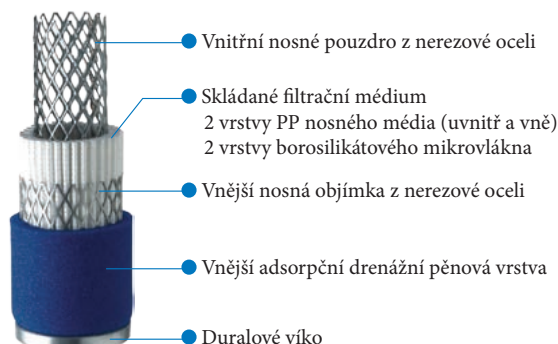 Vnitřní nosné pouzdro z nerezové oceli
Skládané filtrační médium
2 vrstvy PP nosného média (uvnitř a vně)
2 vrstvy borosilikátového mikrovlákna
Vnější nosná objímka z nerezové oceli
Vnější adsorpční drenážní pěnová vrstva
Duralové víko